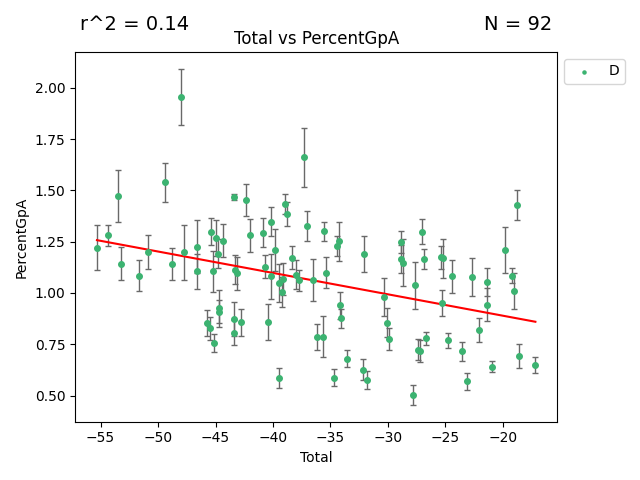 r^2 = 0.14
N = 92
Total vs PercentGpA
D
2.00
1.75
1.50
1.25
1.00
0.75
0.50
PercentGpA
−55
−50
−45
−40
−35
−30
−25
−20
Total